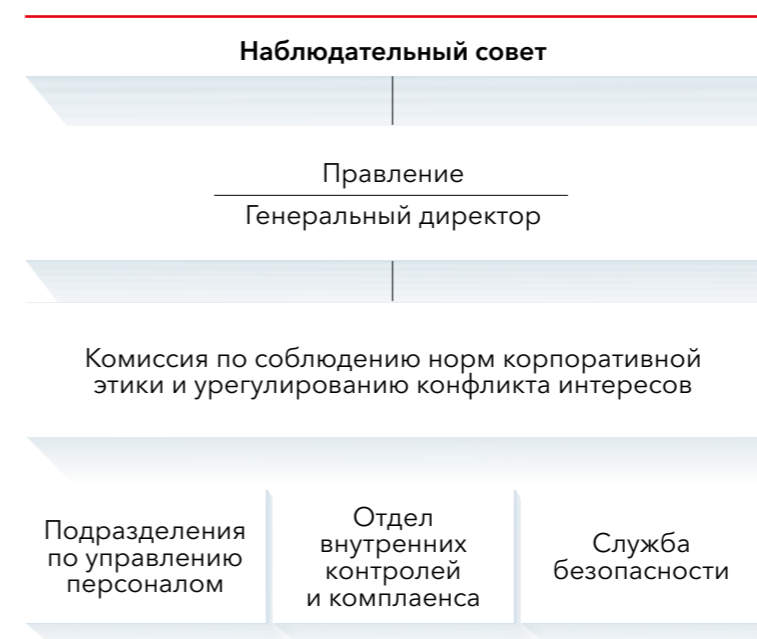 Наблюдательный совет
Правление
Генеральный директор
Комиссия по соблюдению норм корпоративной
этики и урегулированию конфликта интересов
Подразделения
по управлению
персоналом
Отдел
внутренних
контролей
и комплаенса
Служба
безопасности